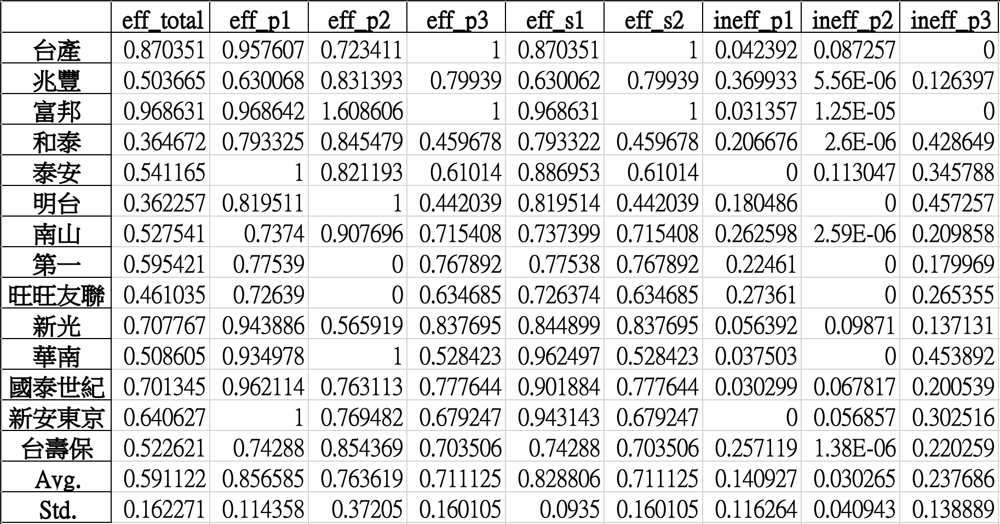 eff_total eff_p1 eff_p2 eff_p3 eff_s1 eff_s2 ineff_p1 ineff_p2 ineff_p3
台產 0.870351 0.957607 0.723411 1 0.870351 1 0.042392 0.087257 0
兆豐 0.503665 0.630068 0.831393 0.79939 0.630062 0.79939 0.369933 5.56E-06 0.126397
富邦 0.968631 0.968642 1.608606 1 0.968631 1 0.031357 1.25E-05 0
和泰 0.364672 0.793325 0.845479 0.459678 0.793322 0.459678 0.206676 2.6E-06 0.428649
泰安 0.541165 1 0.821193 0.61014 0.886953 0.61014 0 0.113047 0.345788
明台 0.362257 0.819511 1 0.442039 0.819514 0.442039 0.180486 0 0.457257
南山 0.527541 0.7374 0.907696 0.715408 0.737399 0.715408 0.262598 2.59E-06 0.209858
第一 0.595421 0.77539 0 0.767892 0.77538 0.767892 0.22461 0 0.179969
旺旺友聯 0.461035 0.72639 0 0.634685 0.726374 0.634685 0.27361 0 0.265355
新光 0.707767 0.943886 0.565919 0.837695 0.844899 0.837695 0.056392 0.09871 0.137131
華南 0.508605 0.934978 1 0.528423 0.962497 0.528423 0.037503 0 0.453892
國泰世紀 0.701345 0.962114 0.763113 0.777644 0.901884 0.777644 0.030299 0.067817 0.200539
新安東京 0.640627 1 0.769482 0.679247 0.943143 0.679247 0 0.056857 0.302516
台壽保 0.522621 0.74288 0.854369 0.703506 0.74288 0.703506 0.257119 1.38E-06 0.220259
Avg. 0.591122 0.856585 0.763619 0.711125 0.828806 0.711125 0.140927 0.030265 0.237686
Std. 0.162271 0.114358 0.37205 0.160105 0.0935 0.160105 0.116264 0.040943 0.138889